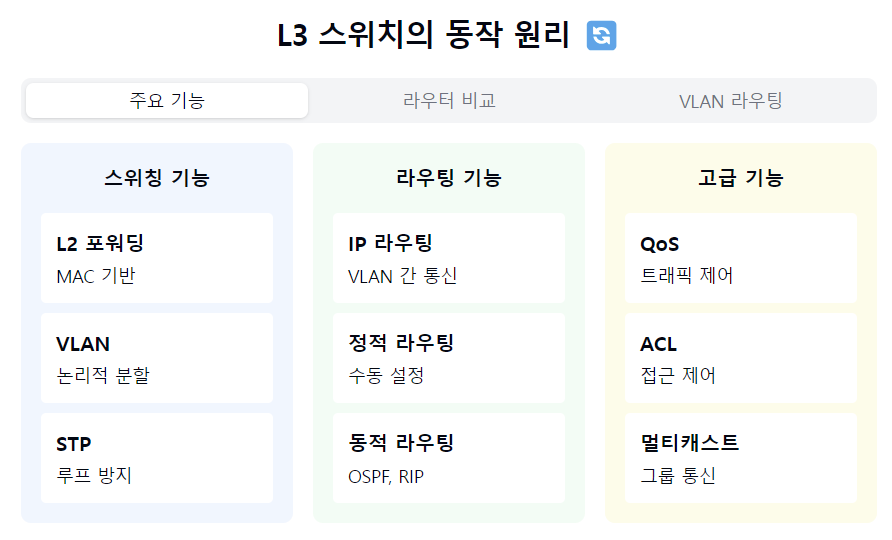 L3 스위치의 동작 원리 🔄
주요 기능
라우터 비교
VLAN 라우팅
스위칭 기능
L2 포워딩
MAC 기반
VLAN
논리적 분할
STP
루프 방지
라우팅 기능
IP 라우팅
VLAN 간 통신
정적 라우팅
수동 설정
동적 라우팅
OSPF, RIP
고급 기능
QoS
트래픽 제어
ACL
접근 제어
멀티캐스트
그룹 통신